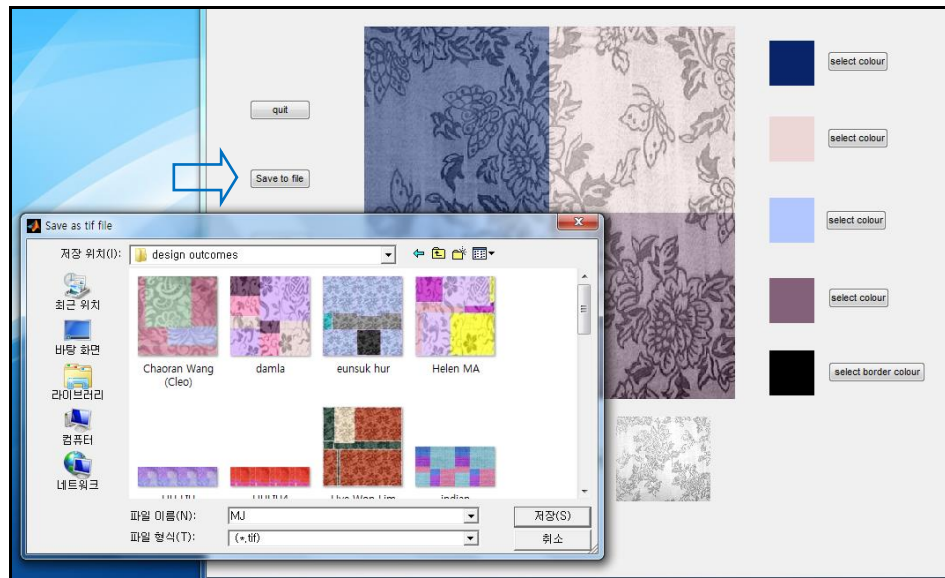 select colour
quit
select colour
Save to file
select colour
Save as tif file
저장 위치(I):
design outcomes
최근 위치
바탕 화면
라이브러리
컴퓨터
네트워크
Chaoran Wang
(Cleo)
damla
eunsuk hur
Helen MA
Hye Won Lim
indian
select colour
select border colour
파일 이름(N):
MJ
저장(S)
파일 형식(T):
(*.tif)
취소